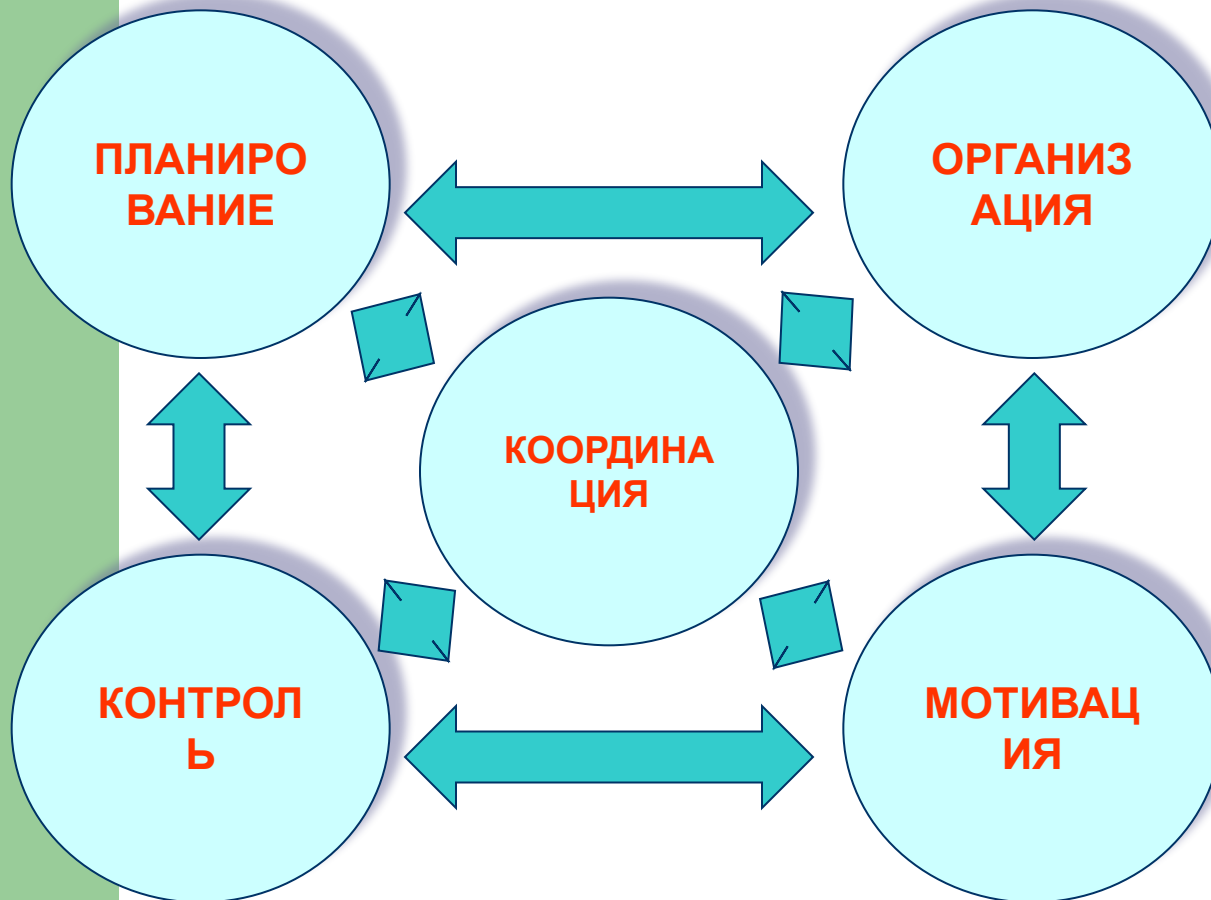 ПЛАНИРО
ВАНИЕ
ОРГАНИЗ
АЦИЯ
КООРДИНА
ЦИЯ
КОНТРОЛ
Ь
МОТИВАЦ
ИЯ